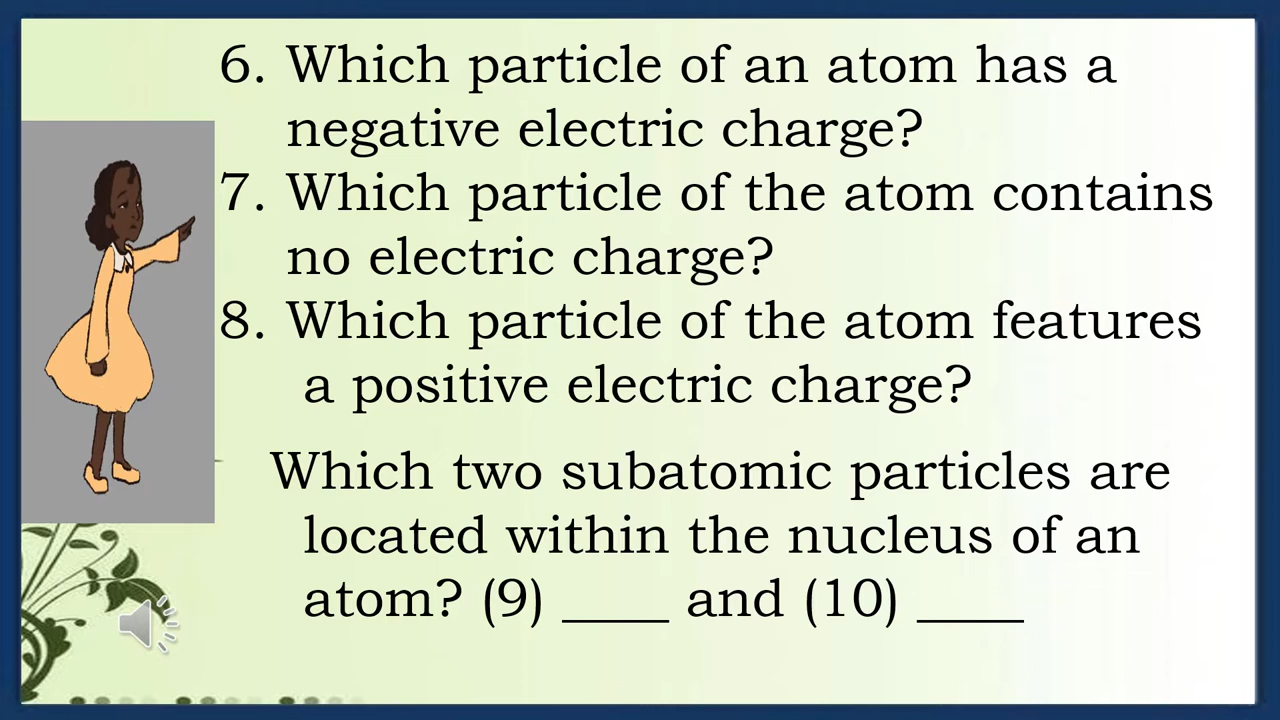 6. Which particle of an atom has a
negative electric charge?
7. Which particle of the atom contains
no electric charge?
8. Which particle of the atom features
a positive electric charge?
Which two subatomic particles are
located within the nucleus of an
atom? (9) ____ and (10) ____